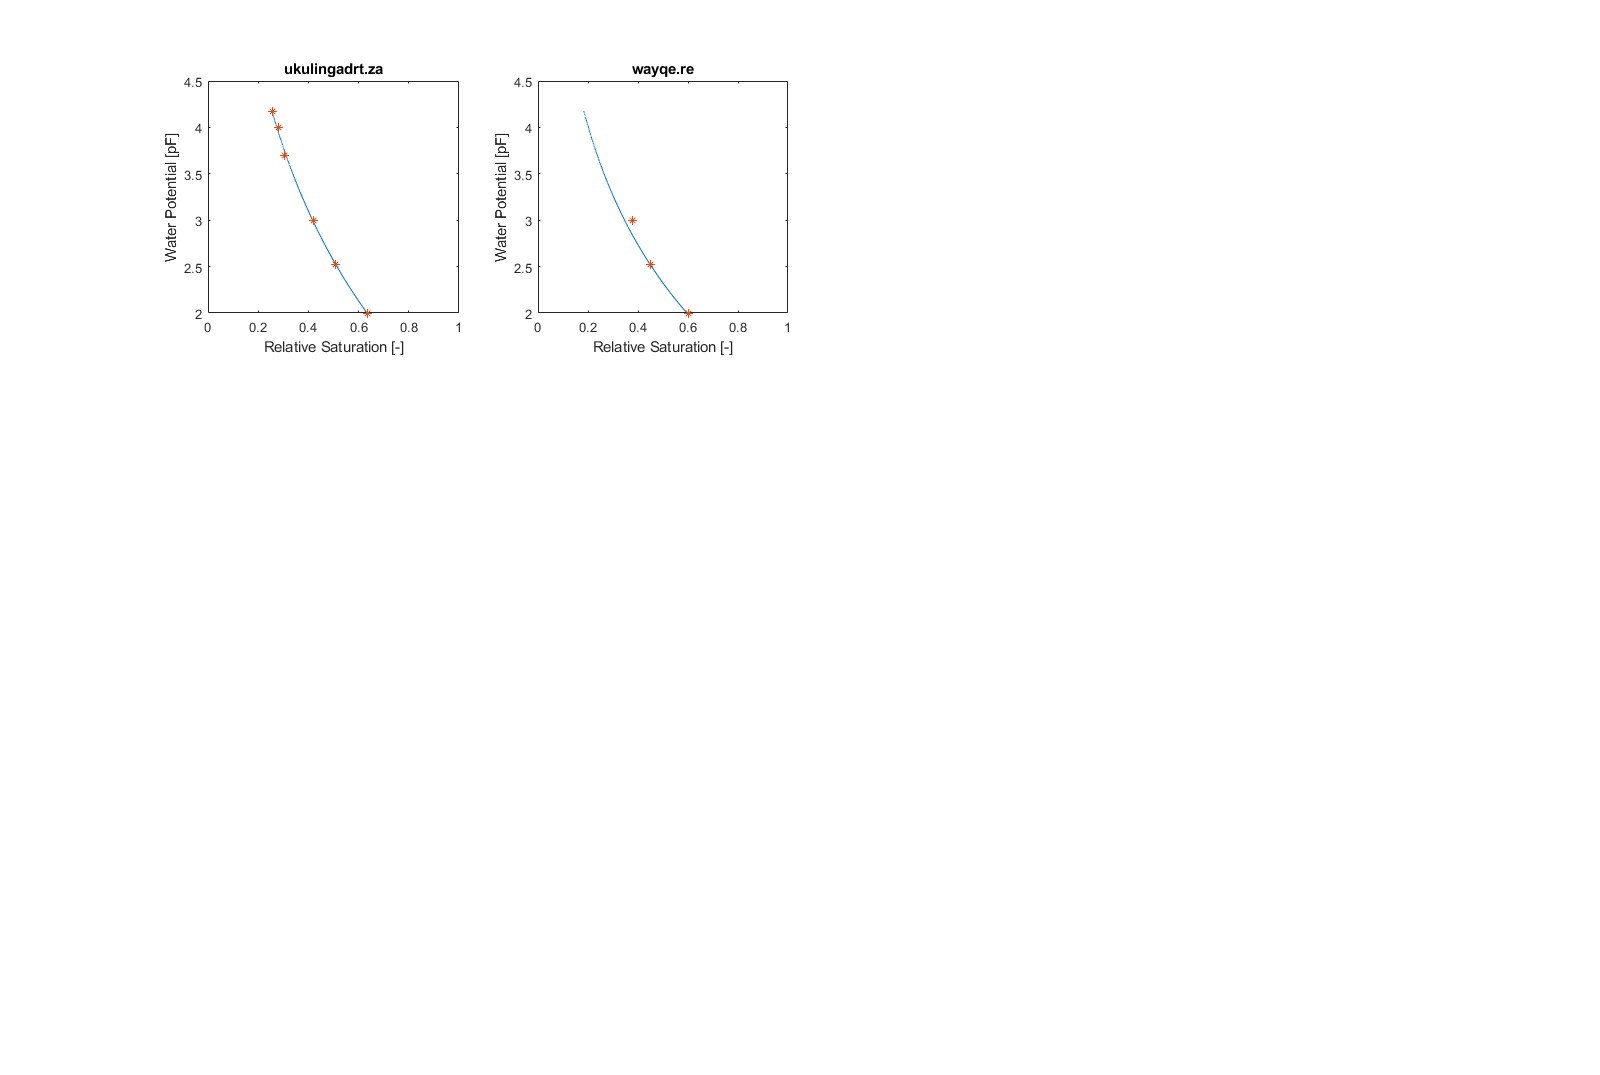 ukulingadrt.za
4.5
4
3.5
3
2.5
2
Water Potential [pF]
0 0.2 0.4 0.6 0.8 1
Relative Saturation [-]
wayqe.re
4.5
4
3.5
3
2.5
2
Water Potential [pF]
0 0.2 0.4 0.6 0.8 1
Relative Saturation [-]